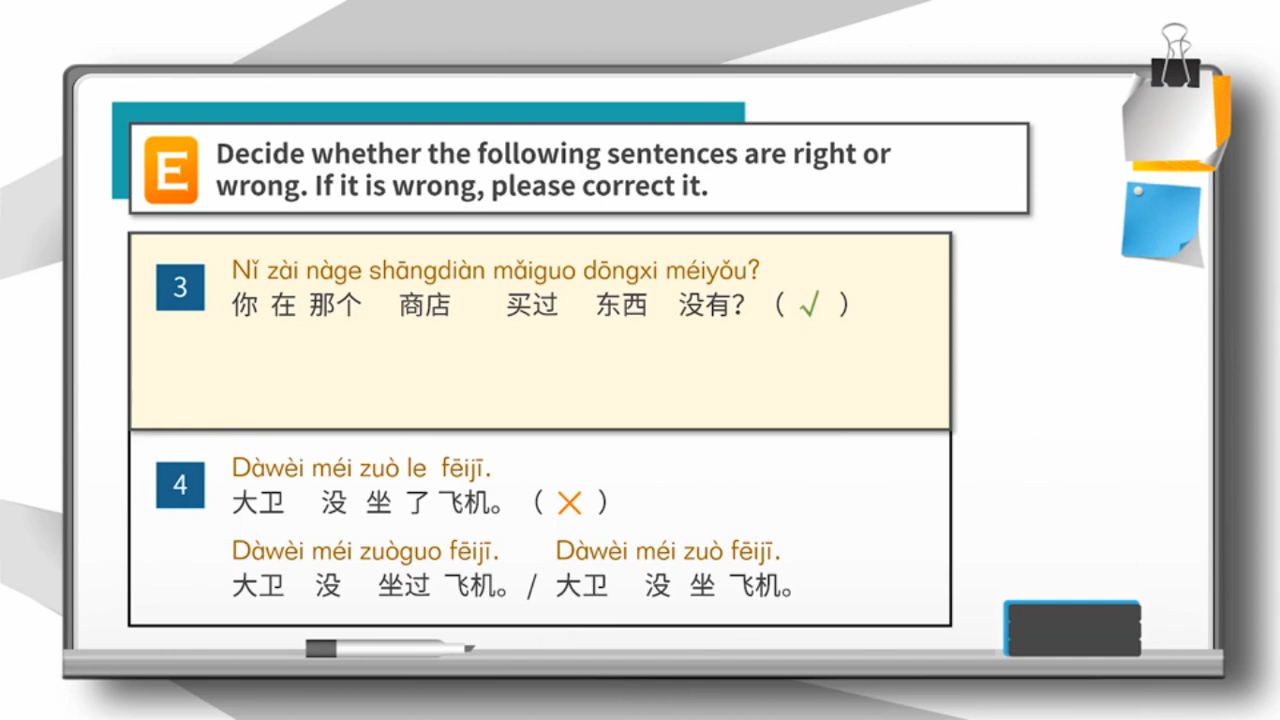 E
Decide whether the following sentences are right or
wrong. If it is wrong, please correct it.
3
Nǐ zài nàge shāngdiàn mǎiguo dōngxi méiyǒu?
你 在 那个 商店 买过 东西 没有？（ √ ）
4
Dàwèi méi zuò le fēijī.
大卫 没 坐 了 飞机。（ × ）
Dàwèi méi zuòguo fēijī. Dàwèi méi zuò fēijī.
大卫 没 坐过 飞机。/ 大卫 没 坐 飞机。